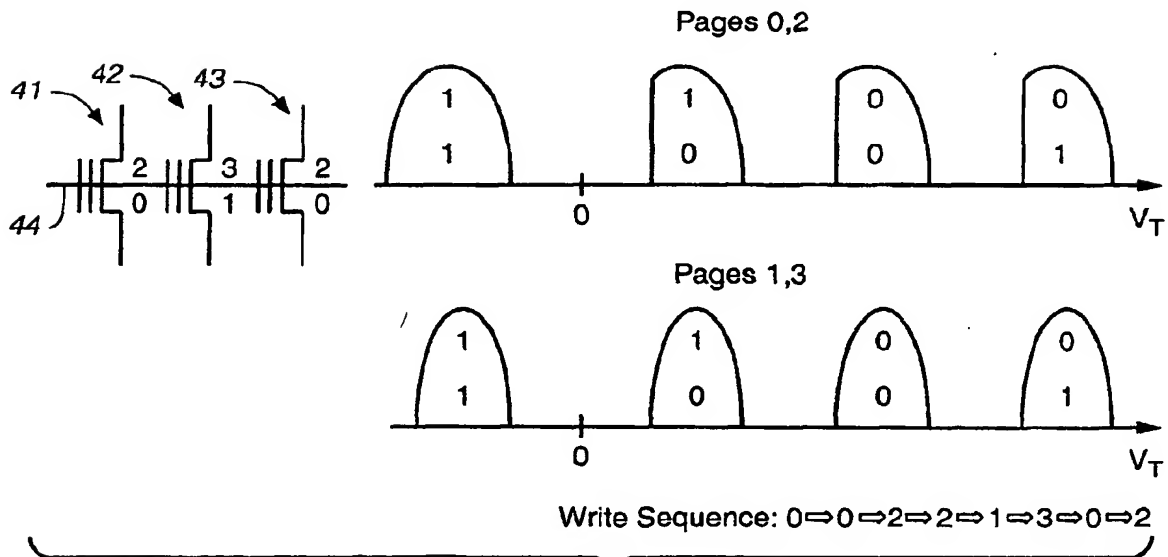 Pages 0,2
41 42 43
2 3 2
0 1 0
44
1 1 0 0
1 0 0 1
0 V_T
Pages 1,3
1 1 0 0
1 0 0 1
0 V_T
Write Sequence: 0⇨0⇨2⇨2⇨1⇨3⇨0⇨2